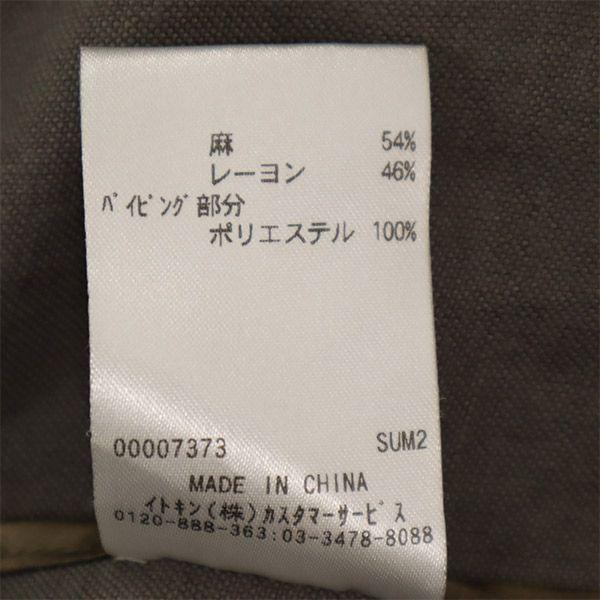 麻 54%
レーヨン 46%
ﾊﾟｲﾋﾟﾝｸﾞ部分
ポリエステル 100%
00007373 SUM2
MADE IN CHINA
イトキン(株)ｶｽﾀﾏｰｻｰﾋﾞｽ
0120-888-363:03-3478-8088